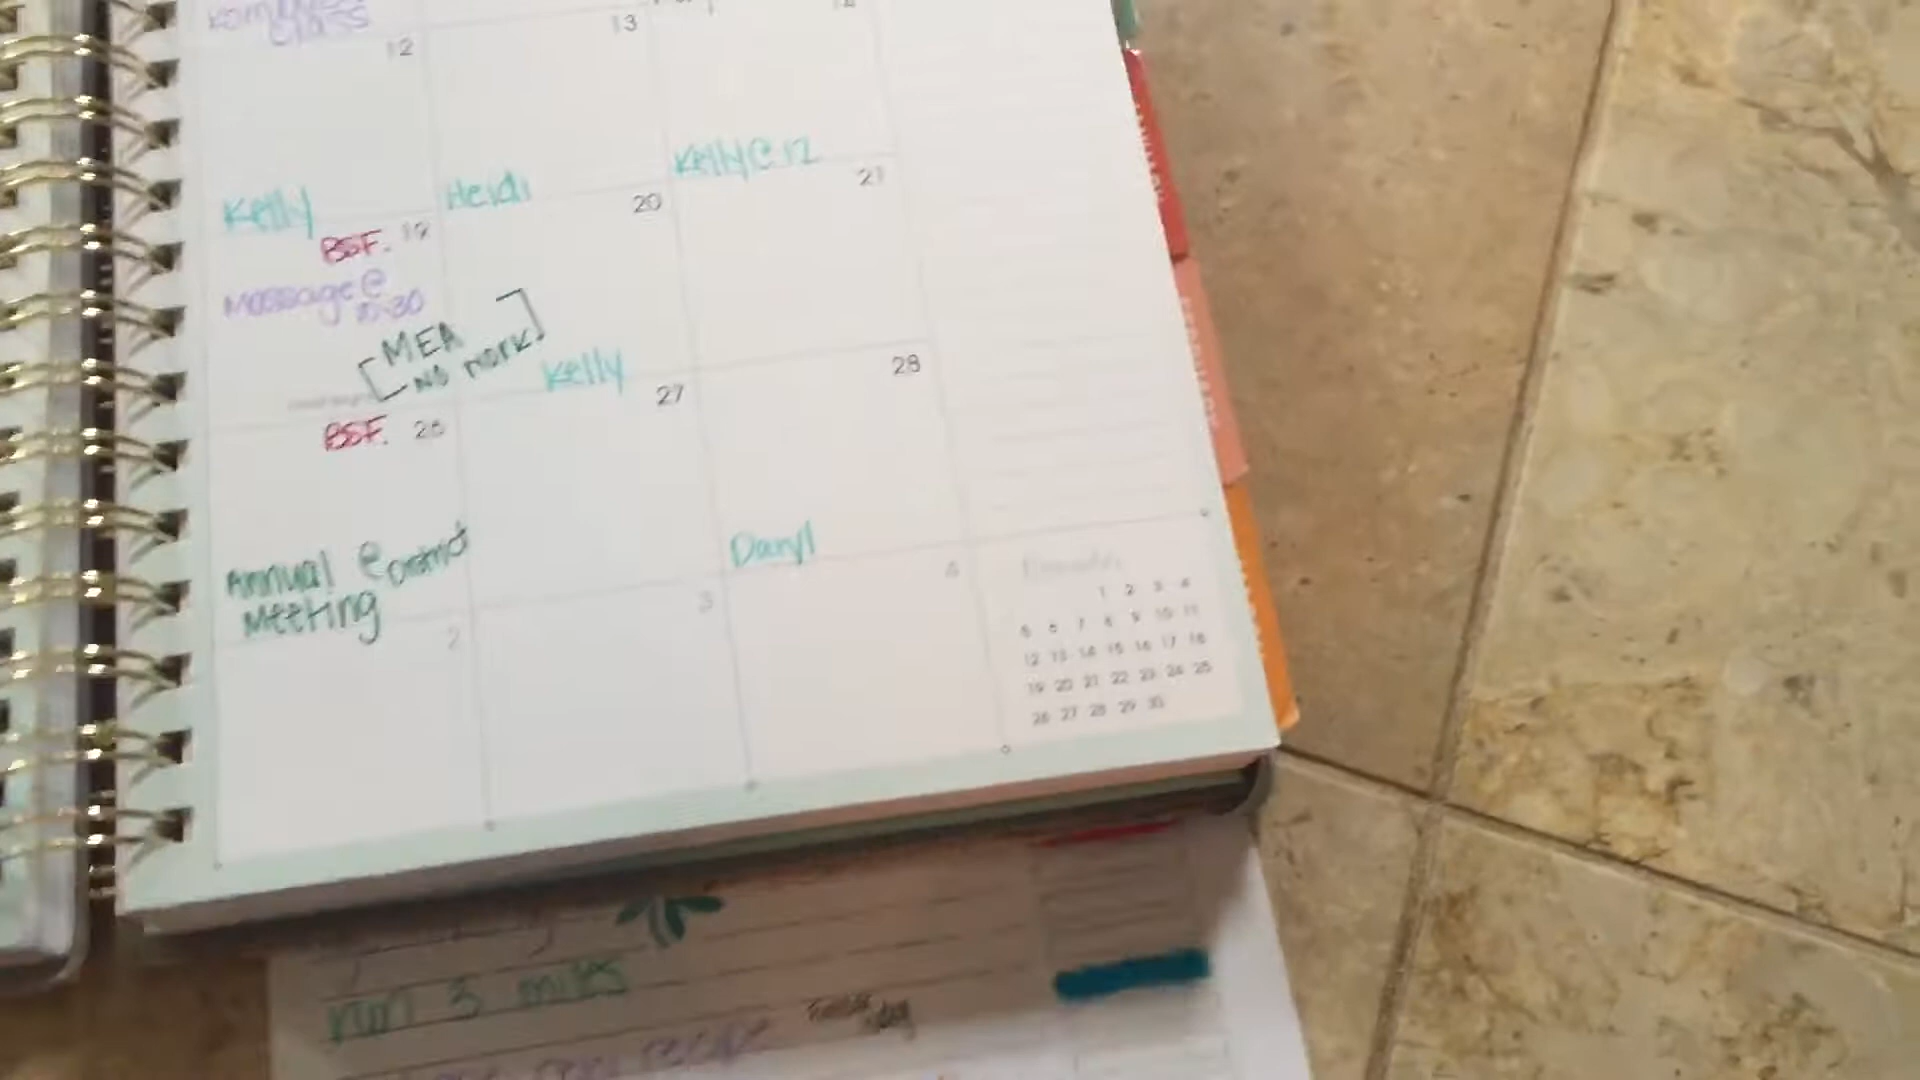 CLASS
12
13
Kelly
Heidi
Kelly @ 12
BSF. 19
20
21
Massage @
10:30
[MEA
NO WORK]
Kelly
BSF. 26
27
28
Annual @ District
Meeting
Daryl
2
3
4
1 2 3 4
5 6 7 8 9 10 11
12 13 14 15 16 17 18
19 20 21 22 23 24 25
26 27 28 29 30
run 3 miles